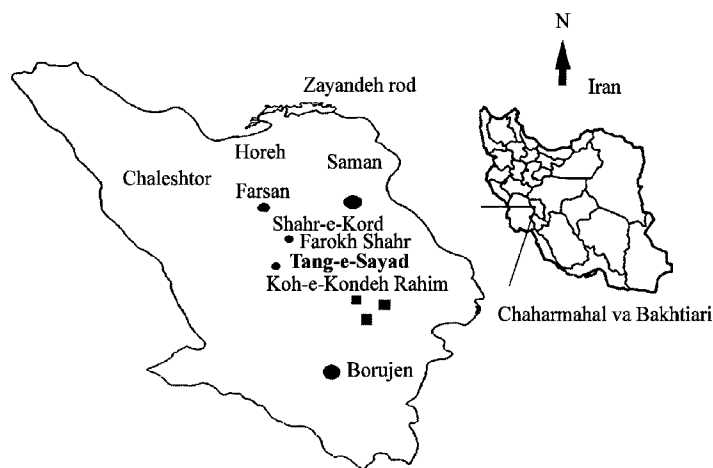 N
Iran
Zayandeh rod
Horeh
Saman
Chaleshtor
Farsan
Shahr-e-Kord
Farokh Shahr
Tang-e-Sayad
Koh-e-Kondeh Rahim
Chaharmahal va Bakhtiari
Borujen